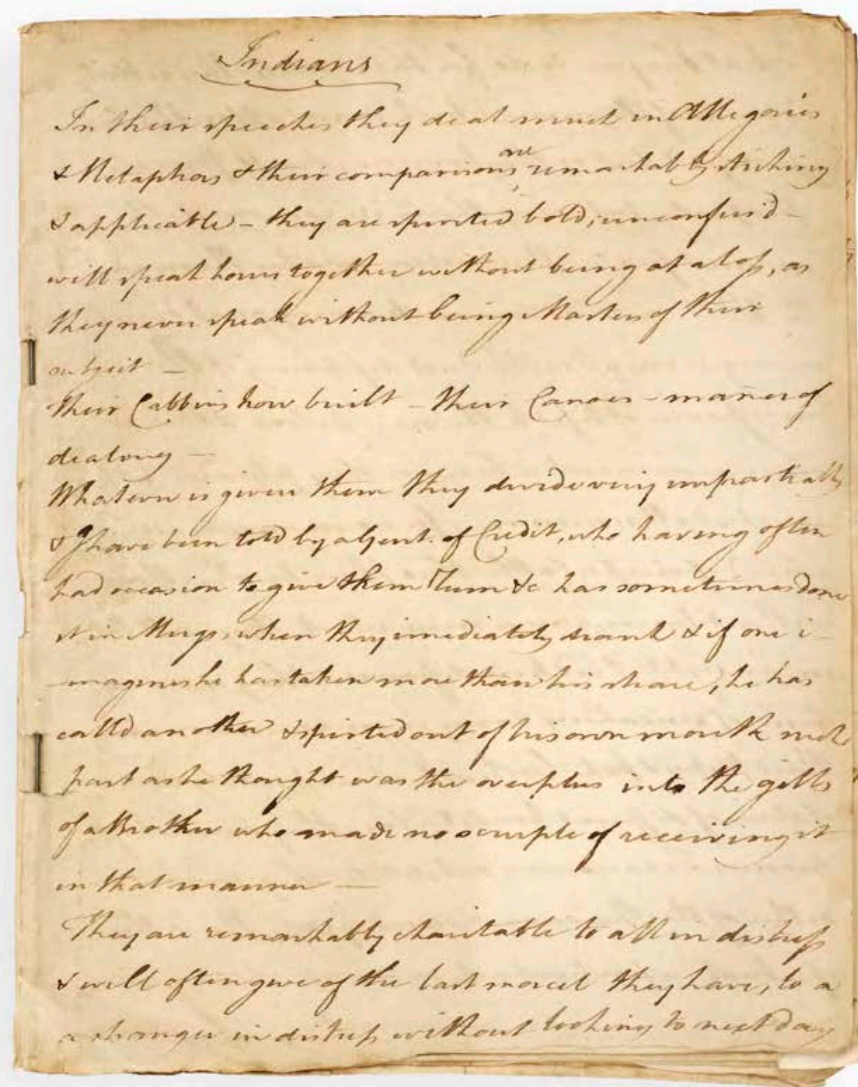 Indians
In their speeches they deal much in Allegories
& Metaphors & their comparisons are remarkably striking
& applicable - they are spirited bold, unconfus'd -
will speak hours together without being at a loss, as
they never speak without being Masters of their
subject -
Their Cabbins how built - their Canoes - maner of
dealing -
Whatever is given them they devide very impartially
& I have been told by a Gent. of Credit, who having often
had occasion to give them Rum &c has sometimes done
it in Mugs, when they imediately drank & if one i-
-magines he has taken more than his share, he has
calld another & spirted out of his own mouth such
part as he thought was the overplus into the gills
of a Brother who made no scruple of receiving it
in that manner -
They are remarkably charitable to all in distress
& will often give of the last morcel they have, to a
a stranger in distress without looking to next day